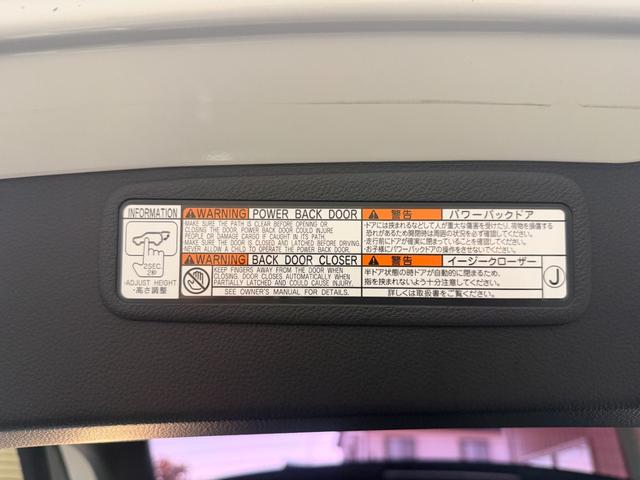 INFORMATION
2SEC.
2秒
·ADJUST HEIGHT
·高さ調整
WARNING POWER BACK DOOR
MAKE SURE THE PATH IS CLEAR BEFORE OPENING OR
CLOSING THE DOOR. POWER BACK DOOR COULD INJURE
PEOPLE OR DAMAGE CARGO IF CAUGHT IN ITS PATH.
MAKE SURE THE DOOR IS CLOSED AND LATCHED BEFORE DRIVING.
NEVER ALLOW A CHILD TO OPERATE THE POWER BACK DOOR.
警告 パワーバックドア
·ドアにはさまれるなどして人が重大な傷害を受けたり、荷物を損傷する
恐れがあるため開閉時は周囲の状況を必ず確認してください。
·走行前にドアが確実に閉まっていることを確認してください。
·お子様にパワーバックドアの操作をさせないでください。
WARNING BACK DOOR CLOSER
KEEP FINGERS AWAY FROM THE DOOR WHEN
CLOSING. DOOR CLOSES AUTOMATICALLY WHEN
PARTIALLY LATCHED AND COULD CAUSE INJURY.
SEE OWNER'S MANUAL FOR DETAILS.
警告 イージークローザー
半ドア状態の時ドアが自動的に閉まるため、
指を挟まれないよう十分注意してください。
詳しくは取扱書をご覧ください。
J